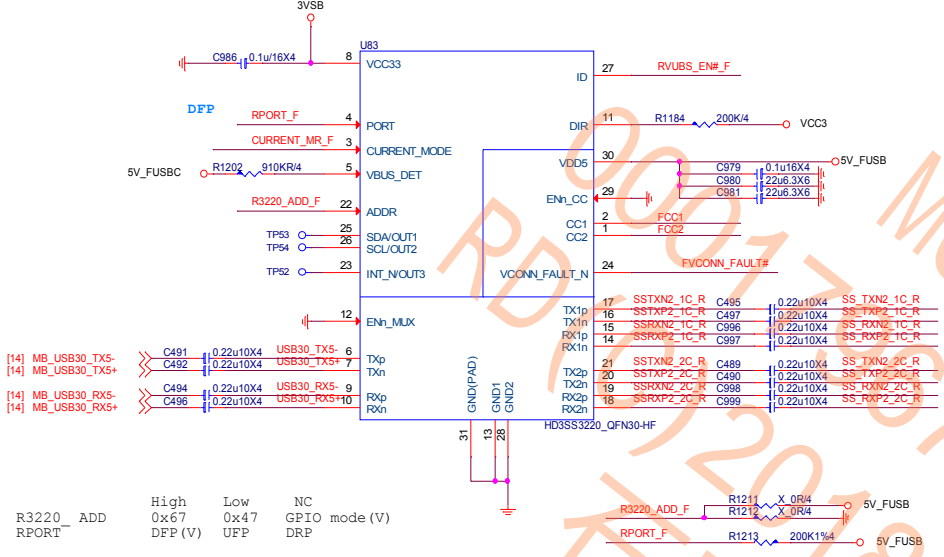 3VSB
U83
C986 0.1u/16X4 8 VCC33
ID 27 RVUBS_EN#_F
DFP
RPORT_F 4 PORT
DIR 11 R1184 200K/4 VCC3
CURRENT_MR_F 3 CURRENT_MODE
VDD5 30 5V_FUSB
C979 0.1u16X4
5V_FUSBC R1202 910KR/4 5 VBUS_DET
C980 22u6.3X6
ENn_CC 29 C981 22u6.3X6
R3220_ADD_F 22 ADDR
CC1 2 FCC1
TP53 25 SDA/OUT1
CC2 1 FCC2
TP54 26 SCL/OUT2
TP52 23 INT_N/OUT3
VCONN_FAULT_N 24 FVCONN_FAULT#
12 ENn_MUX
TX1p 17 SSTXN2_1C_R C495 0.22u10X4 SS_TXN2_1C_R
TX1n 16 SSTXP2_1C_R C497 0.22u10X4 SS_TXP2_1C_R
RX1p 15 SSRXN2_1C_R C996 0.22u10X4 SS_RXN2_1C_R
RX1n 14 SSRXP2_1C_R C997 0.22u10X4 SS_RXP2_1C_R
[14] MB_USB30_TX5- C491 0.22u10X4 USB30_TX5- 6 TXp
[14] MB_USB30_TX5+ C492 0.22u10X4 USB30_TX5+ 7 TXn
TX2p 21 SSTXN2_2C_R C489 0.22u10X4 SS_TXN2_2C_R
TX2n 20 SSTXP2_2C_R C490 0.22u10X4 SS_TXP2_2C_R
[14] MB_USB30_RX5- C494 0.22u10X4 USB30_RX5- 9 RXp
[14] MB_USB30_RX5+ C496 0.22u10X4 USB30_RX5+ 10 RXn
RX2p 19 SSRXN2_2C_R C998 0.22u10X4 SS_RXN2_2C_R
RX2n 18 SSRXP2_2C_R C999 0.22u10X4 SS_RXP2_2C_R
GND(PAD) GND1 GND2
31 13 28
HD3SS3220_QFN30-HF
High Low NC
R3220_ ADD 0x67 0x47 GPIO mode(V)
RPORT DFP(V) UFP DRP
R3220_ADD_F R1211 X_0R/4 5V_FUSB
R1212 X_0R/4
RPORT_F R1213 200K1%4 5V_FUSB